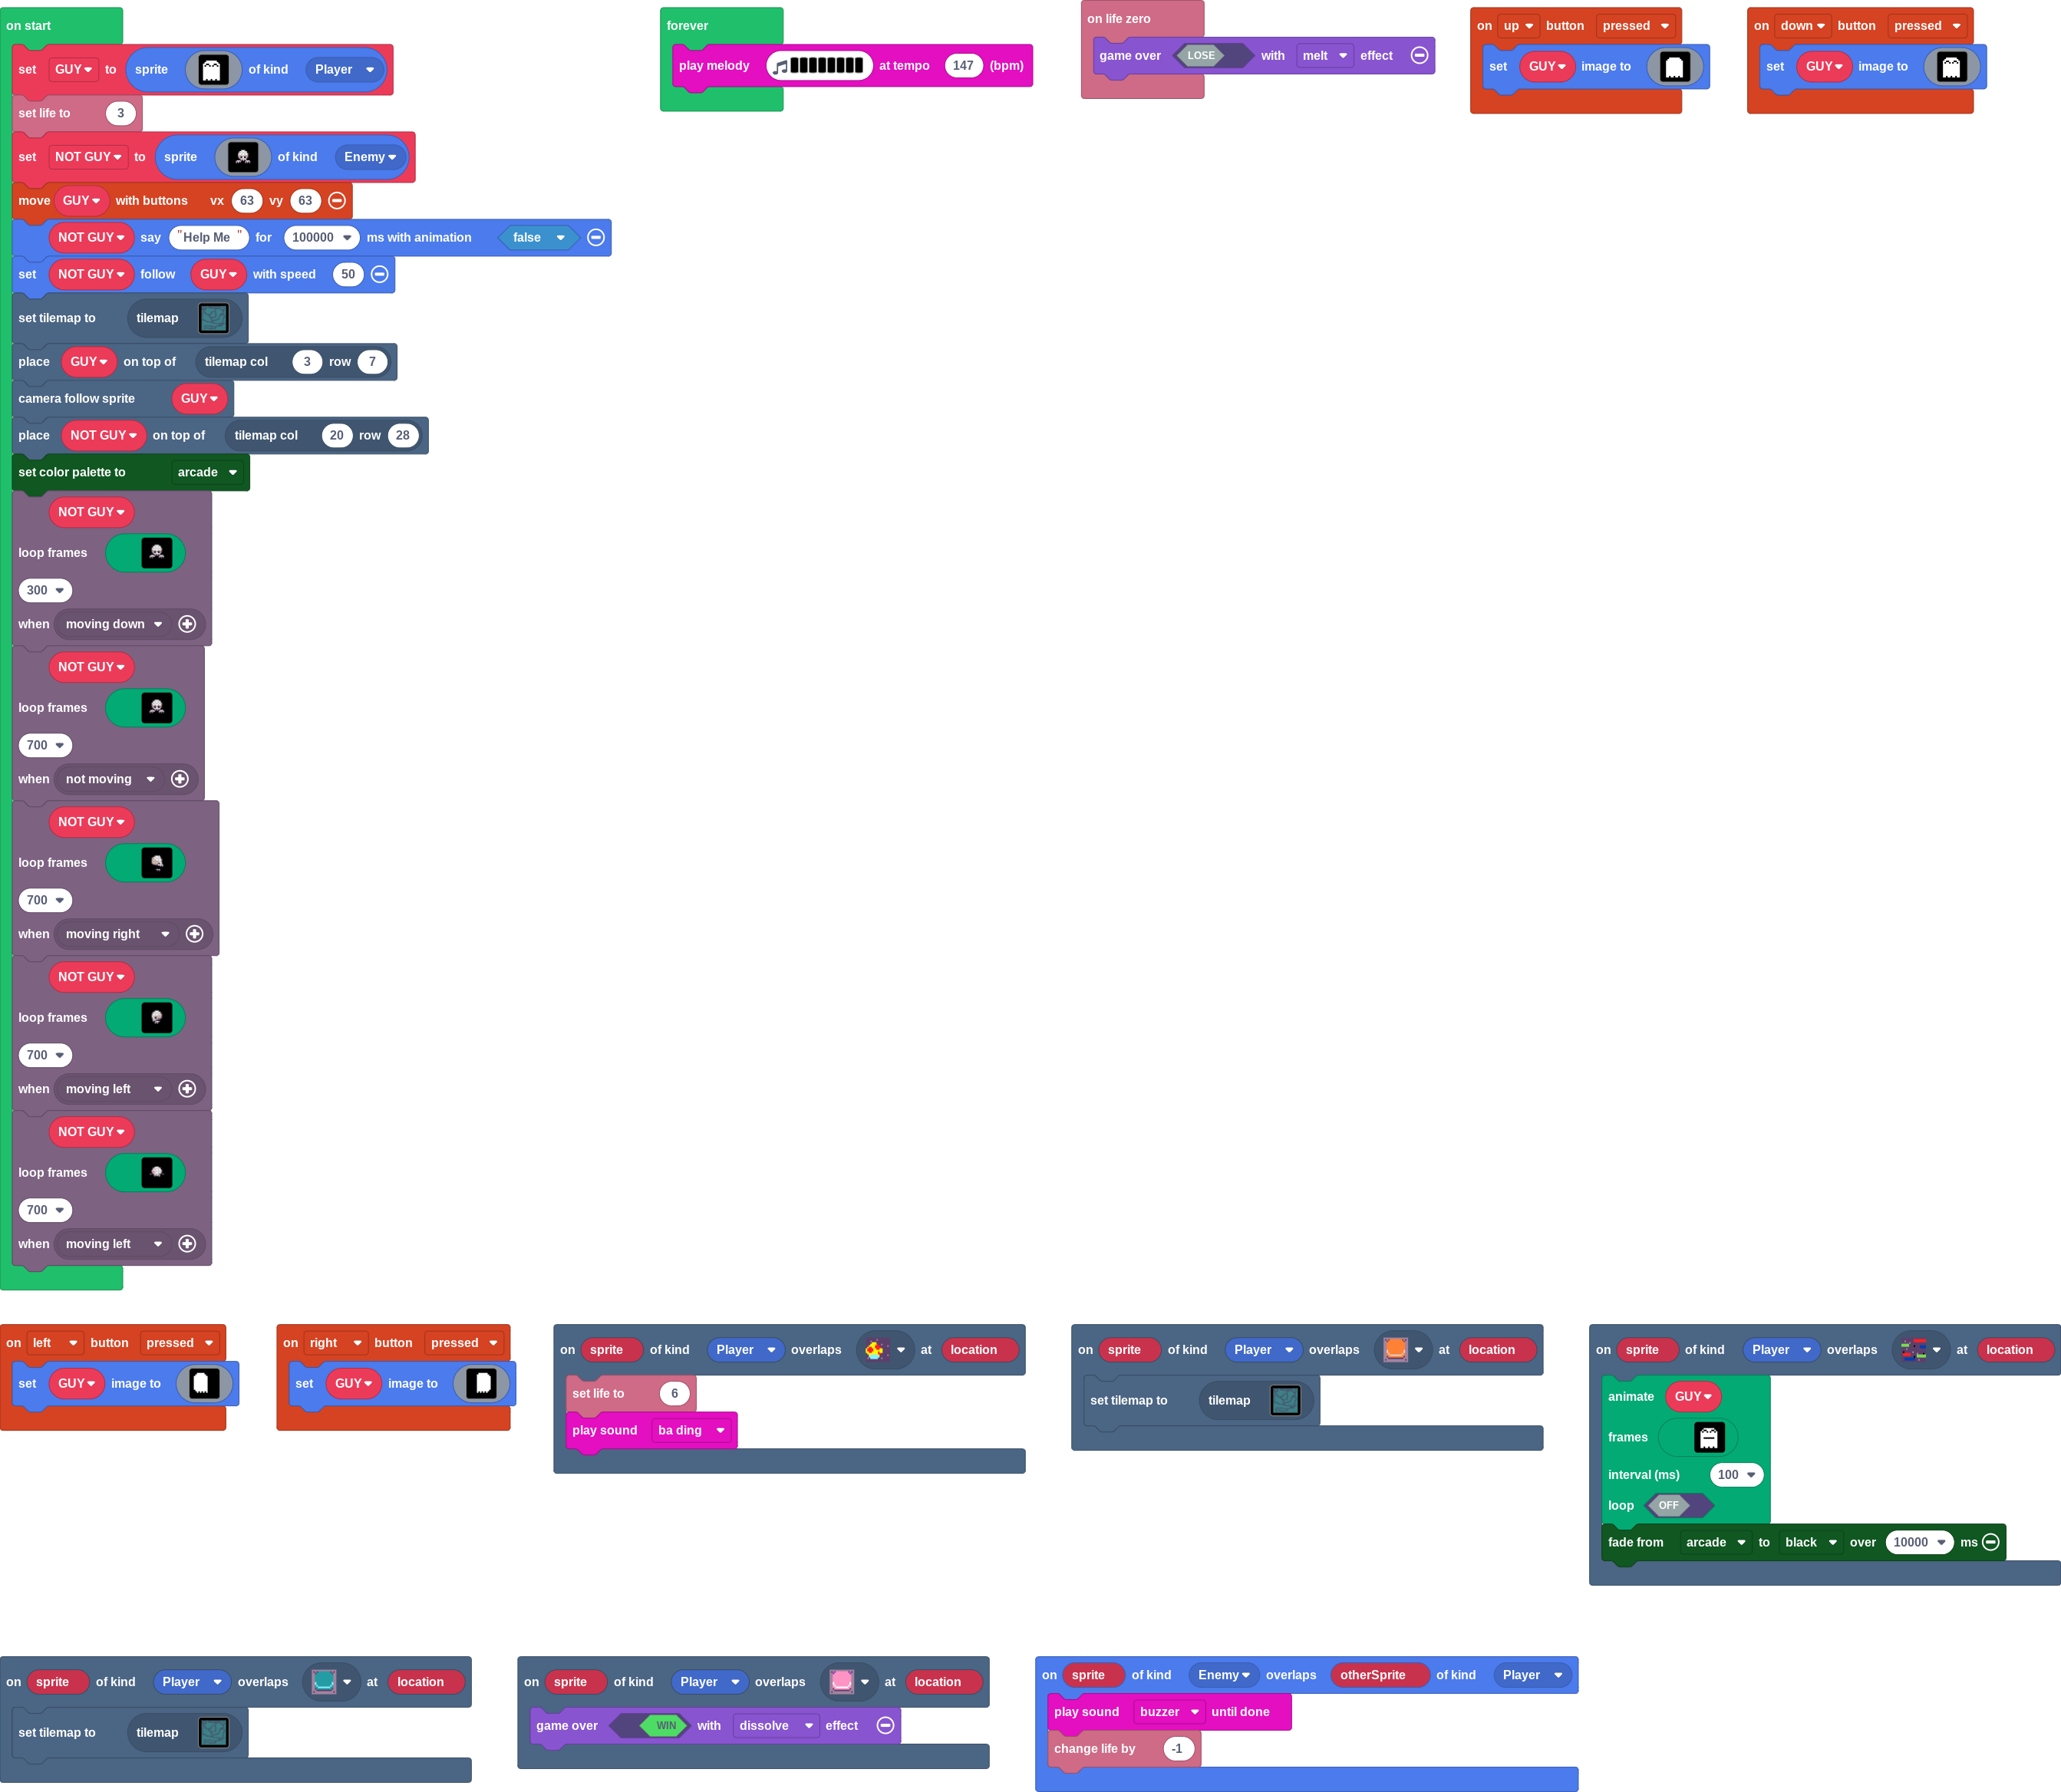 on start
set GUY to sprite of kind Player
set life to 3
set NOT GUY to sprite of kind Enemy
move GUY with buttons vx 63 vy 63
NOT GUY say "Help Me " for 100000 ms with animation false
set NOT GUY follow GUY with speed 50
set tilemap to tilemap
place GUY on top of tilemap col 3 row 7
camera follow sprite GUY
place NOT GUY on top of tilemap col 20 row 28
set color palette to arcade
NOT GUY
loop frames
300
when moving down
NOT GUY
loop frames
700
when not moving
NOT GUY
loop frames
700
when moving right
NOT GUY
loop frames
700
when moving left
NOT GUY
loop frames
700
when moving left
forever
play melody at tempo 147 (bpm)
on life zero
game over LOSE with melt effect
on up button pressed
set GUY image to
on down button pressed
set GUY image to
on left button pressed
set GUY image to
on right button pressed
set GUY image to
on sprite of kind Player overlaps at location
set life to 6
play sound ba ding
on sprite of kind Player overlaps at location
set tilemap to tilemap
on sprite of kind Player overlaps at location
animate GUY
frames
interval (ms) 100
loop OFF
fade from arcade to black over 10000 ms
on sprite of kind Player overlaps at location
set tilemap to tilemap
on sprite of kind Player overlaps at location
game over WIN with dissolve effect
on sprite of kind Enemy overlaps otherSprite of kind Player
play sound buzzer until done
change life by -1